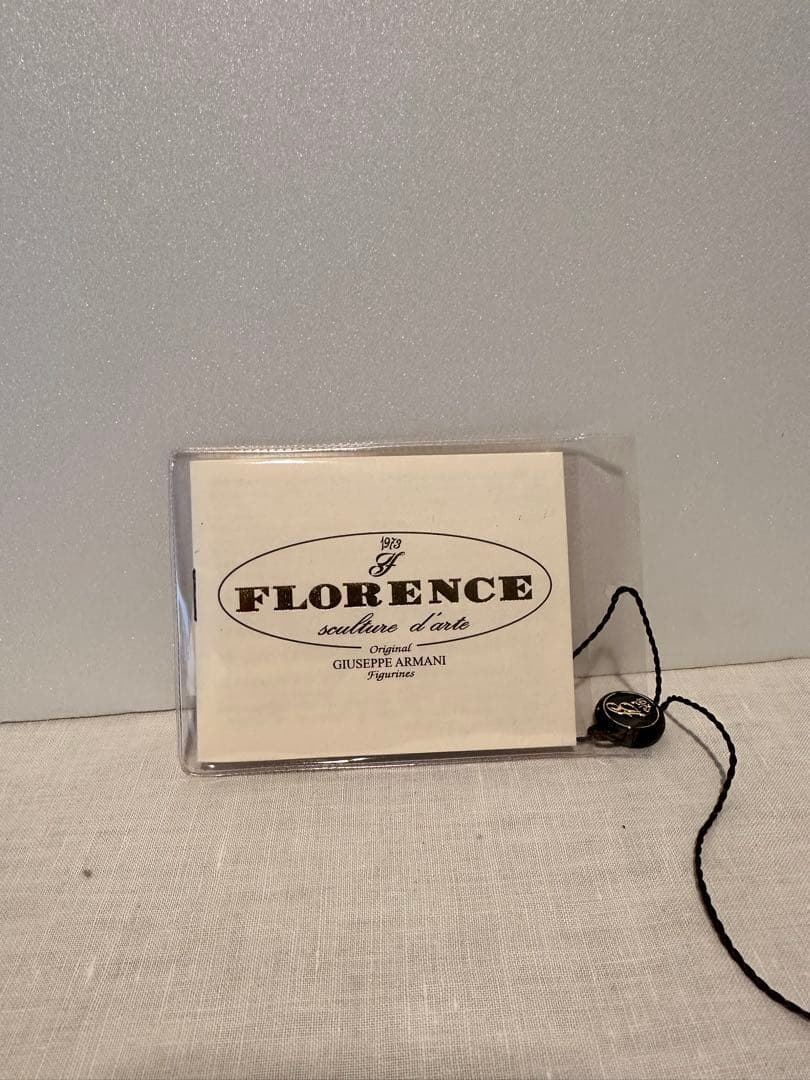 1973
FLORENCE
sculture d'arte
Original
GIUSEPPE ARMANI
Figurines